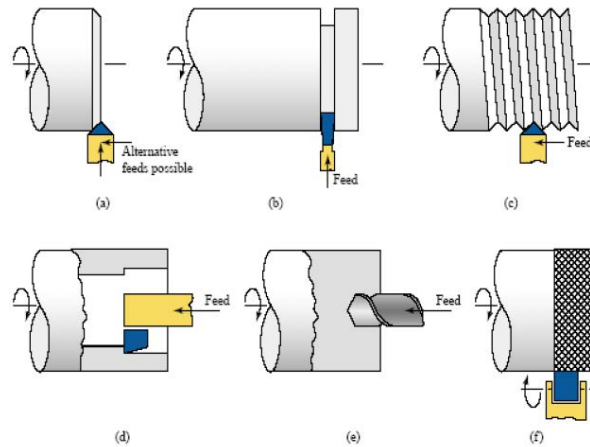 Alternative
feeds possible
Feed
Feed
(a)
(b)
(c)
Feed
Feed
(d)
(e)
(f)